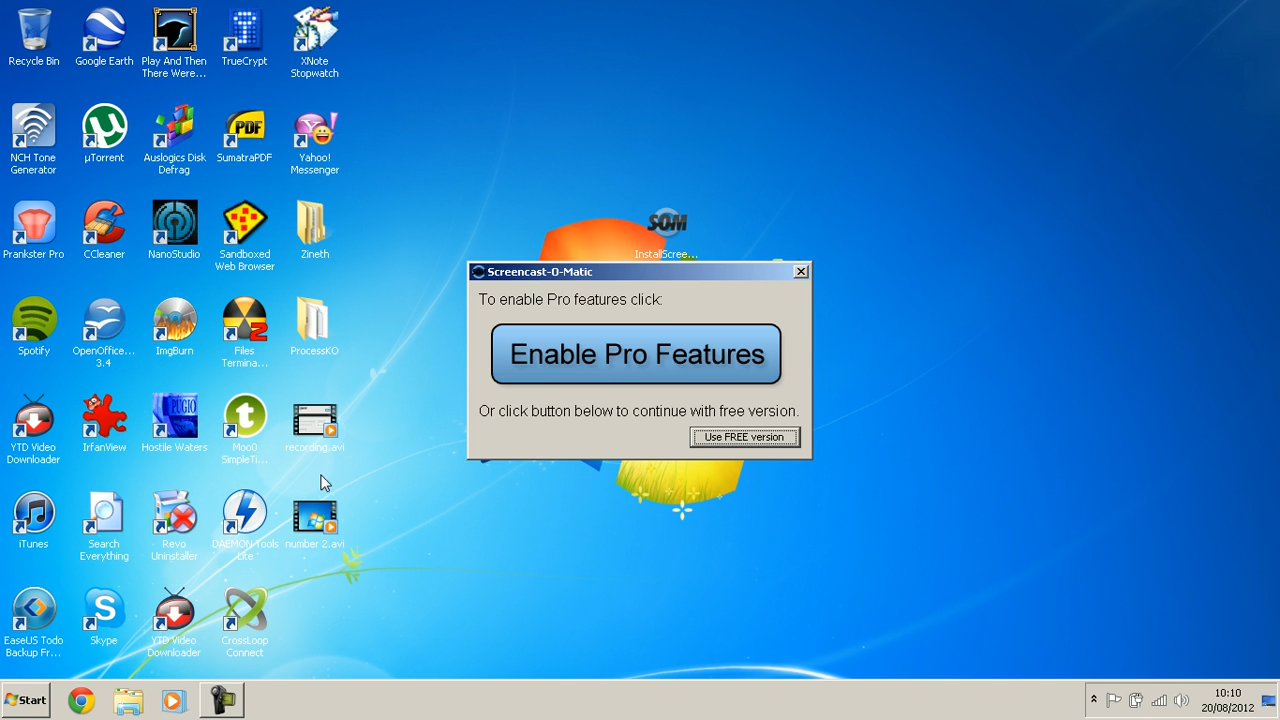 Recycle Bin
Google Earth
Play And Then
There Were...
TrueCrypt
XNote
Stopwatch
NCH Tone
Generator
µTorrent
Auslogics Disk
Defrag
PDF
SumatraPDF
Yahoo!
Messenger
Prankster Pro
CCleaner
NanoStudio
Sandboxed
Web Browser
Zineth
Spotify
OpenOffice...
3.4
ImgBurn
2
Files
Termina...
ProcessKO
YTD Video
Downloader
IrfanView
PUGIO
Hostile Waters
Moo0
SimpleTi...
recording.avi
iTunes
Search
Everything
Revo
Uninstaller
DAEMON Tools
Lite
number 2.avi
EaseUS Todo
Backup Fr...
Skype
YTD Video
Downloader
CrossLoop
Connect
SOM
InstallScree...
Screencast-O-Matic
To enable Pro features click:
Enable Pro Features
Or click button below to continue with free version.
Use FREE version
Start
10:10
20/08/2012